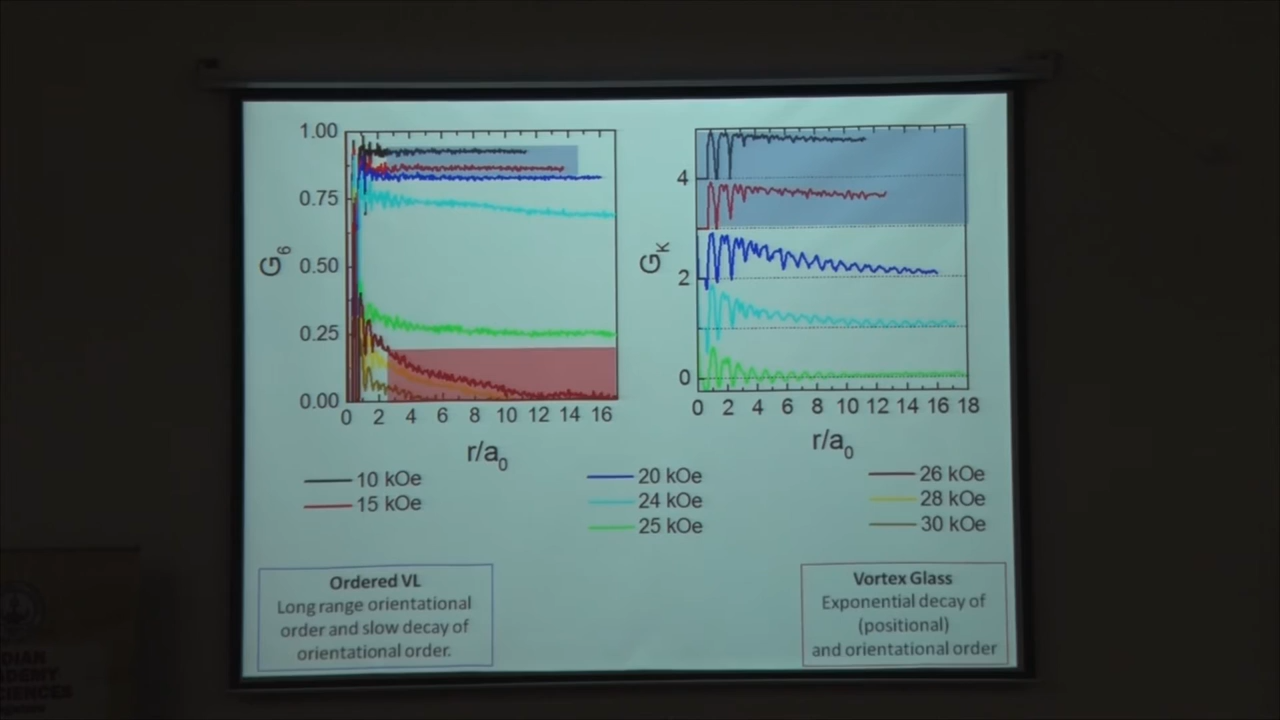 1.00
0.75
0.50
0.25
0.00
G6
0 2 4 6 8 10 12 14 16
r/a0
4
2
0
GK
0 2 4 6 8 10 12 14 16 18
r/a0
10 kOe
15 kOe
20 kOe
24 kOe
25 kOe
26 kOe
28 kOe
30 kOe
Ordered VL
Long range orientational
order and slow decay of
orientational order.
Vortex Glass
Exponential decay of
(positional)
and orientational order